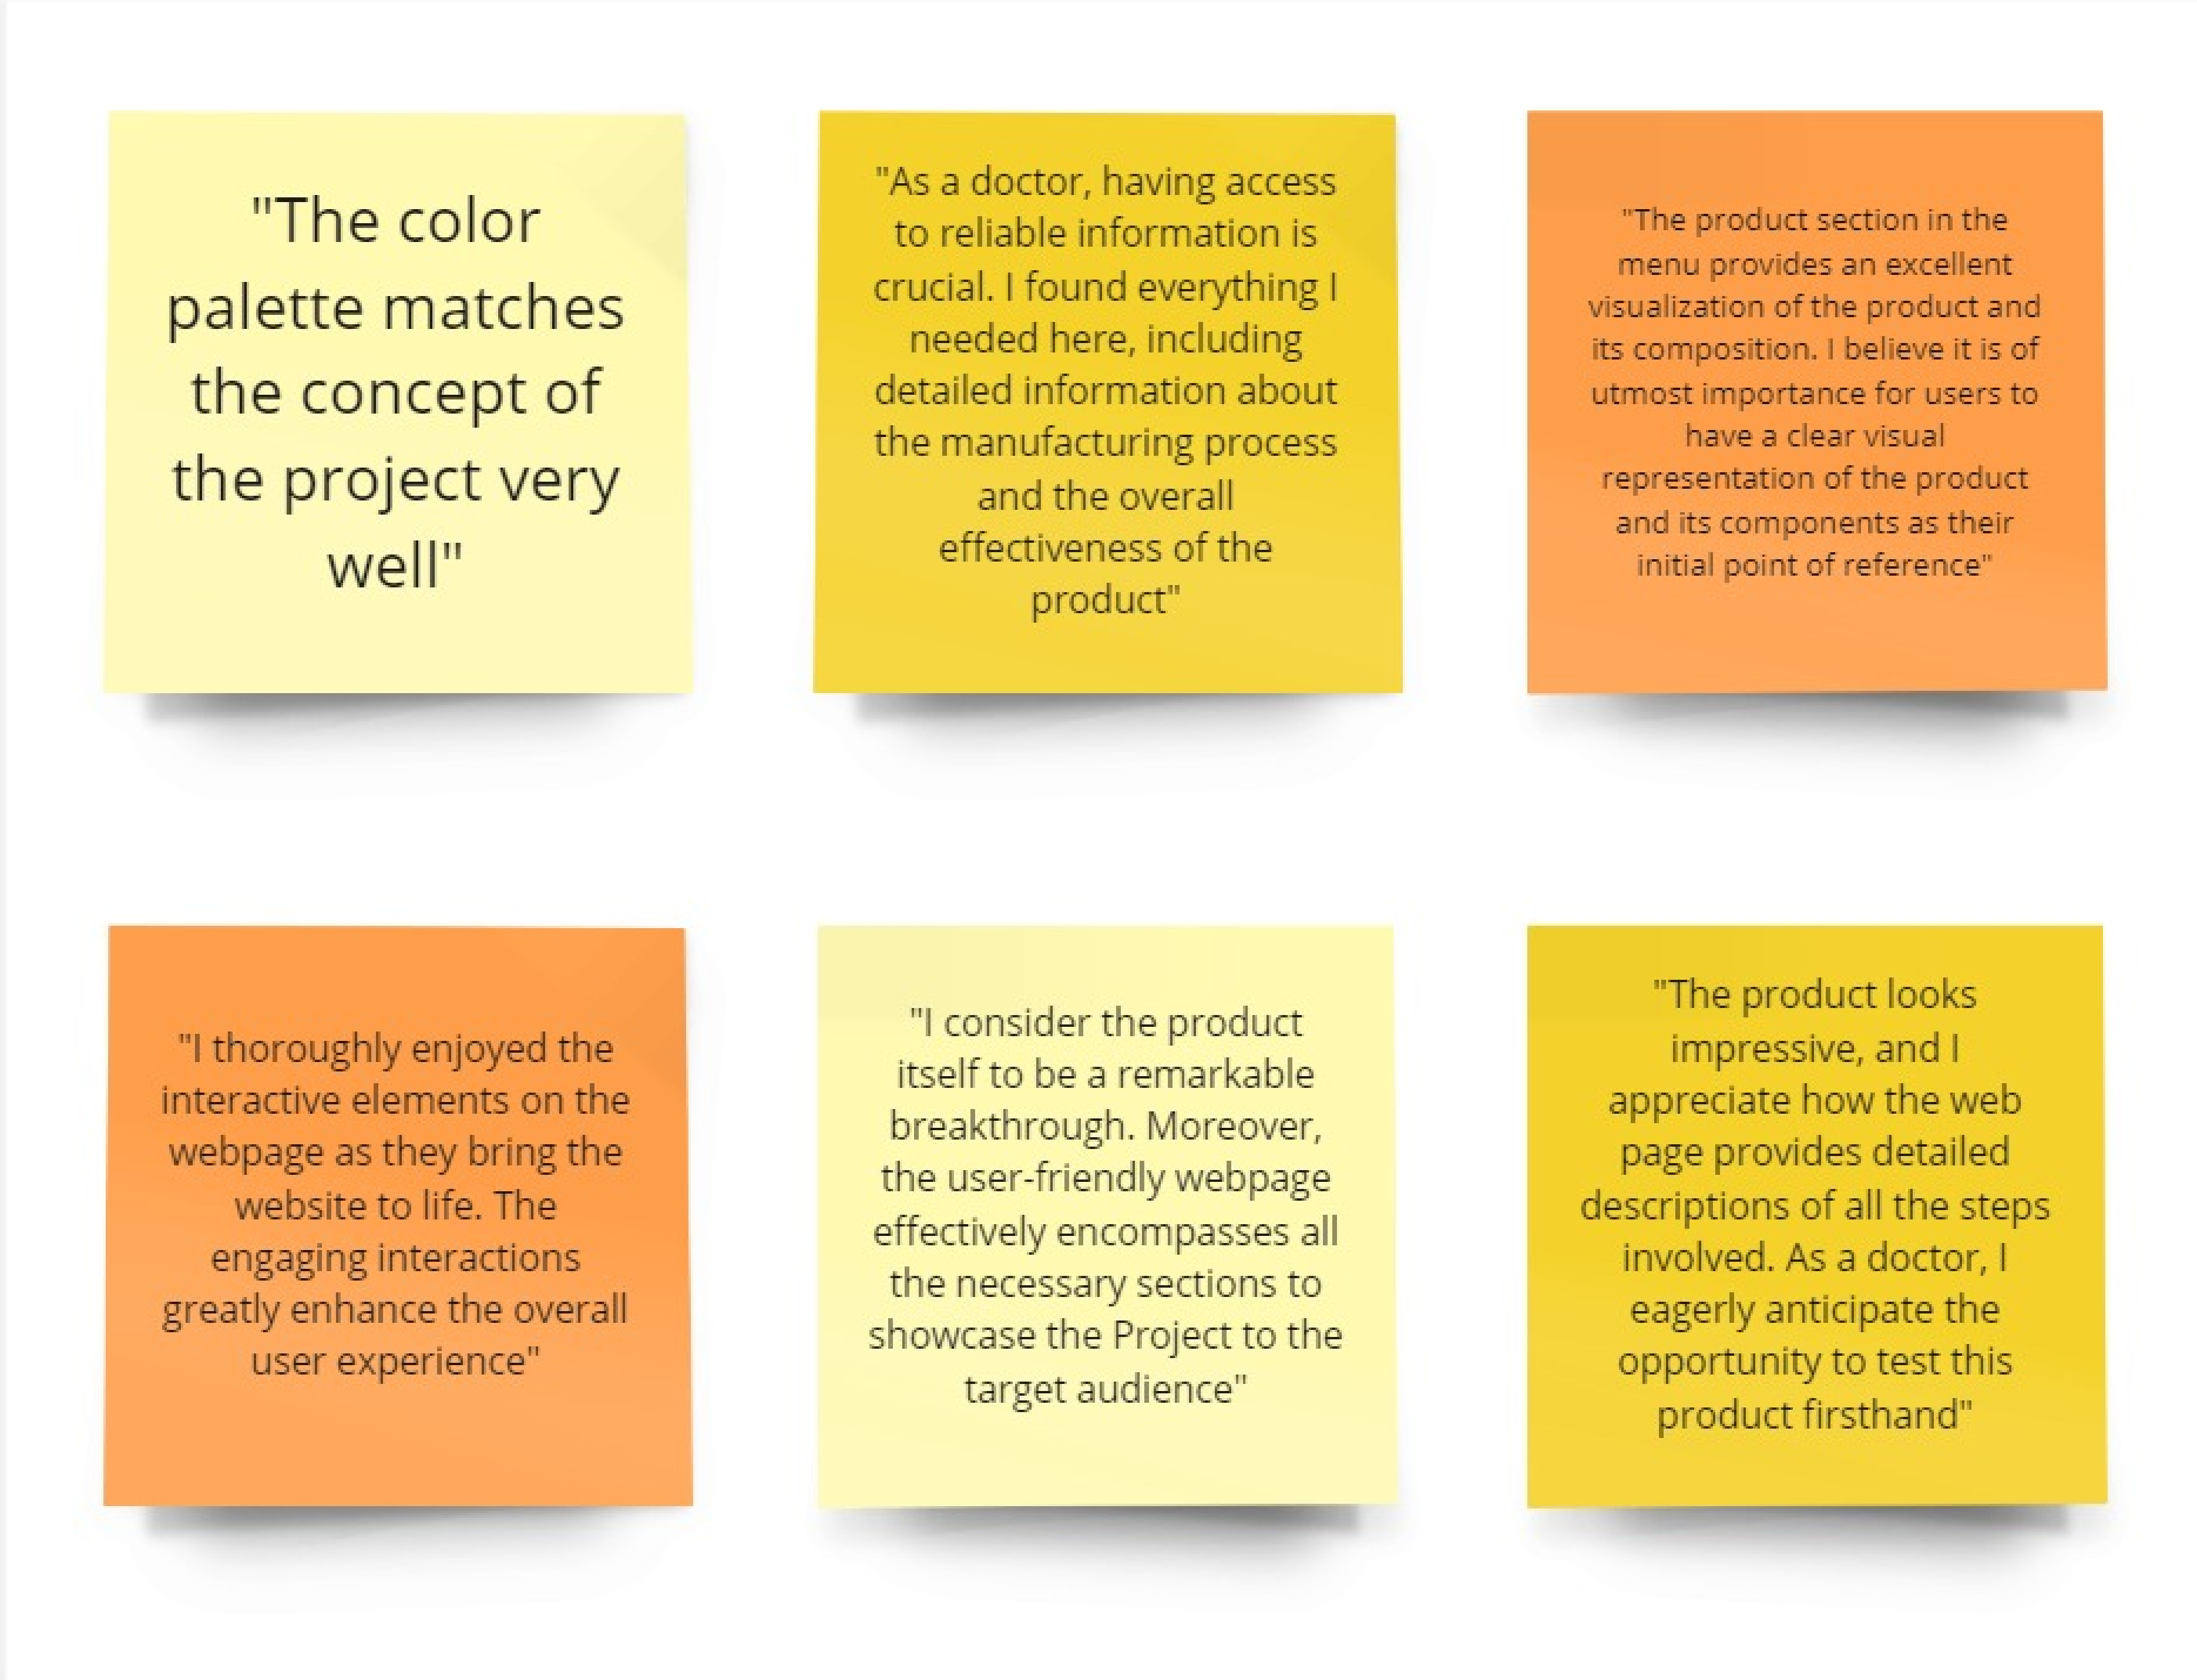 "The color
palette matches
the concept of
the project very
well"
"As a doctor, having access
to reliable information is
crucial. I found everything I
needed here, including
detailed information about
the manufacturing process
and the overall
effectiveness of the
product"
"The product section in the
menu provides an excellent
visualization of the product and
its composition. I believe it is of
utmost importance for users to
have a clear visual
representation of the product
and its components as their
initial point of reference"
"I thoroughly enjoyed the
interactive elements on the
webpage as they bring the
website to life. The
engaging interactions
greatly enhance the overall
user experience"
"I consider the product
itself to be a remarkable
breakthrough. Moreover,
the user-friendly webpage
effectively encompasses all
the necessary sections to
showcase the Project to the
target audience"
"The product looks
impressive, and I
appreciate how the web
page provides detailed
descriptions of all the steps
involved. As a doctor, I
eagerly anticipate the
opportunity to test this
product firsthand"